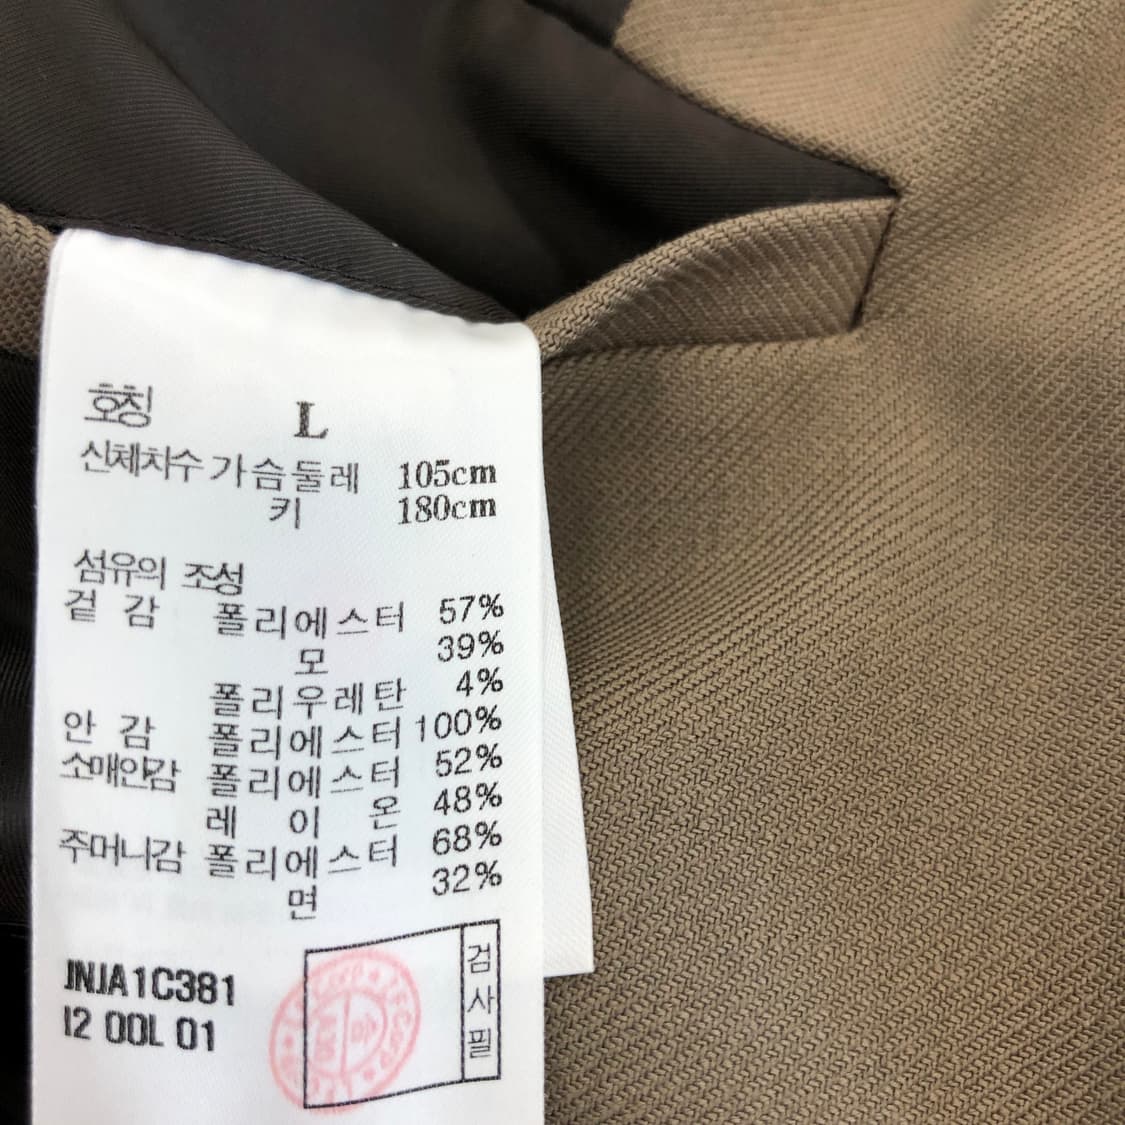 호칭 L
신체치수 가슴둘레 105cm
키 180cm
섬유의 조성
겉 감 폴리에스터 57%
모 39%
폴리우레탄 4%
안 감 폴리에스터 100%
소매안감 폴리에스터 52%
레 이 온 48%
주머니감 폴리에스터 68%
면 32%
JNJA1C381
I2 00L 01
검사필